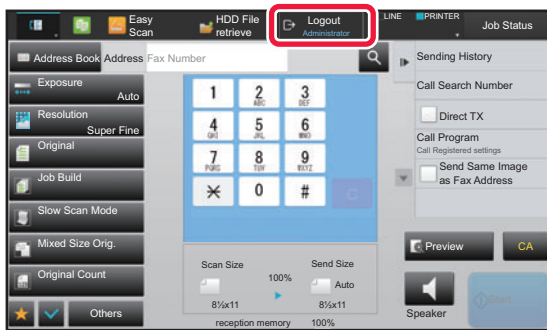 Easy
Scan
HDD File
retrieve
Logout
Administrator
LINE
PRINTER
Job Status
Address Book
Address
Fax Number
Exposure
Auto
Resolution
Super Fine
Original
Job Build
Slow Scan Mode
Mixed Size Orig.
Original Count
Others
1
2
ABC
3
DEF
4
GHI
5
JKL
6
MNO
7
PQRS
8
TUV
9
WXYZ
0
#
C
Scan Size
100%
Send Size
Auto
8½x11
8½x11
reception memory 100%
Sending History
Call Search Number
Direct TX
Call Program
Call Registered settings
Send Same Image
as Fax Address
Preview
CA
Speaker
Start